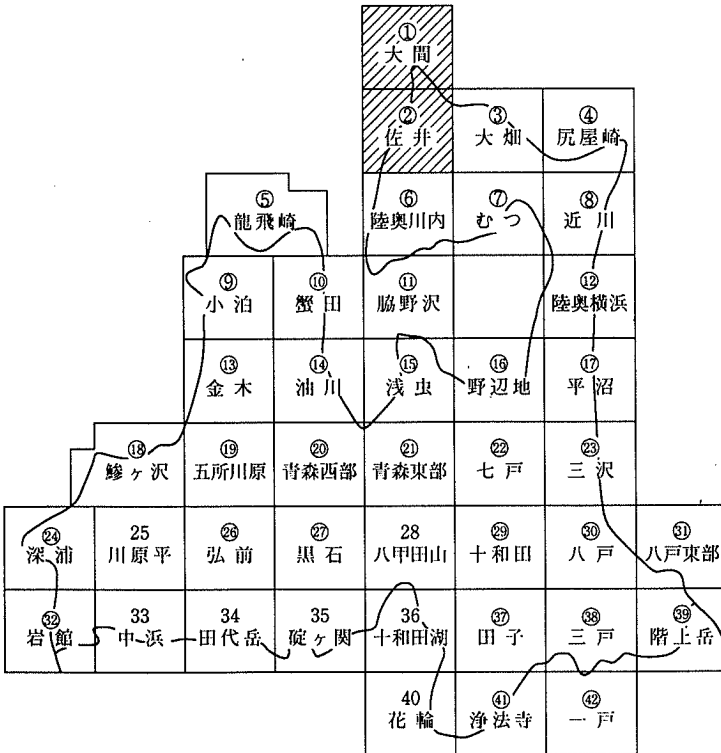 ①
大間
②
佐井
③
大畑
④
尻屋崎
⑤
龍飛崎
⑥
陸奥川内
⑦
むつ
⑧
近川
⑨
小泊
⑩
蟹田
⑪
脇野沢
⑫
陸奥横浜
⑬
金木
⑭
油川
⑮
浅虫
⑯
野辺地
⑰
平沼
⑱
鰺ヶ沢
⑲
五所川原
⑳
青森西部
㉑
青森東部
㉒
七戸
㉓
三沢
㉔
深浦
25
川原平
㉖
弘前
㉗
黒石
28
八甲田山
㉙
十和田
㉚
八戸
㉛
八戸東部
㉜
岩館
33
中浜
34
田代岳
35
碇ヶ関
36
十和田湖
㊲
田子
㊳
三戸
㊴
階上岳
40
花輪
㊶
浄法寺
㊷
一戸